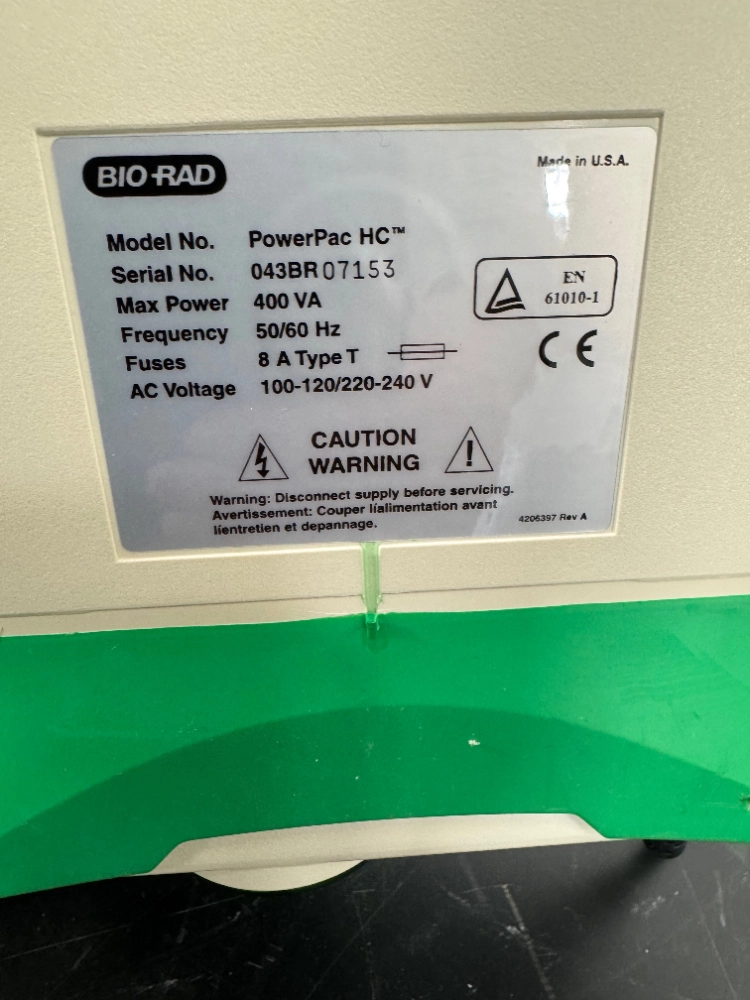 BIO-RAD
Made in U.S.A.
Model No. PowerPac HC™
Serial No. 043BR07153
Max Power 400 VA
Frequency 50/60 Hz
Fuses 8 A Type T
AC Voltage 100-120/220-240 V
EN
61010-1
CE
CAUTION
WARNING
Warning: Disconnect supply before servicing.
Avertissement: Couper líalimentation avant
líentretien et depannage.
4206397 Rev A